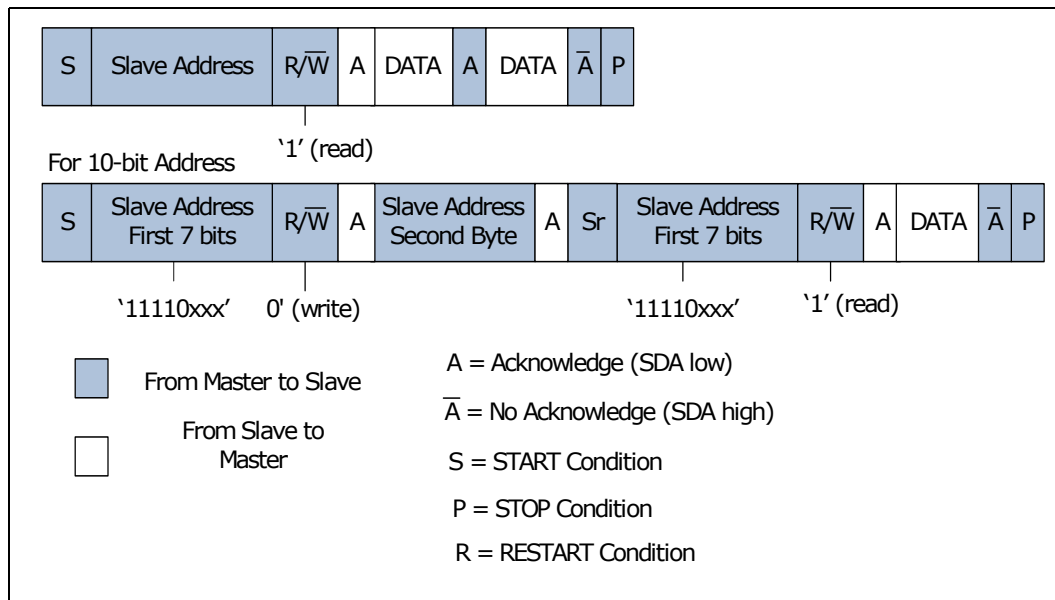 S Slave Address R/W̅ A DATA A DATA A̅ P
‘1’ (read)
For 10-bit Address
S Slave Address First 7 bits R/W̅ A Slave Address Second Byte A Sr Slave Address First 7 bits R/W̅ A DATA A̅ P
‘11110xxx’ 0' (write) ‘11110xxx’ ‘1’ (read)
From Master to Slave
From Slave to
Master
A = Acknowledge (SDA low)
A̅ = No Acknowledge (SDA high)
S = START Condition
P = STOP Condition
R = RESTART Condition